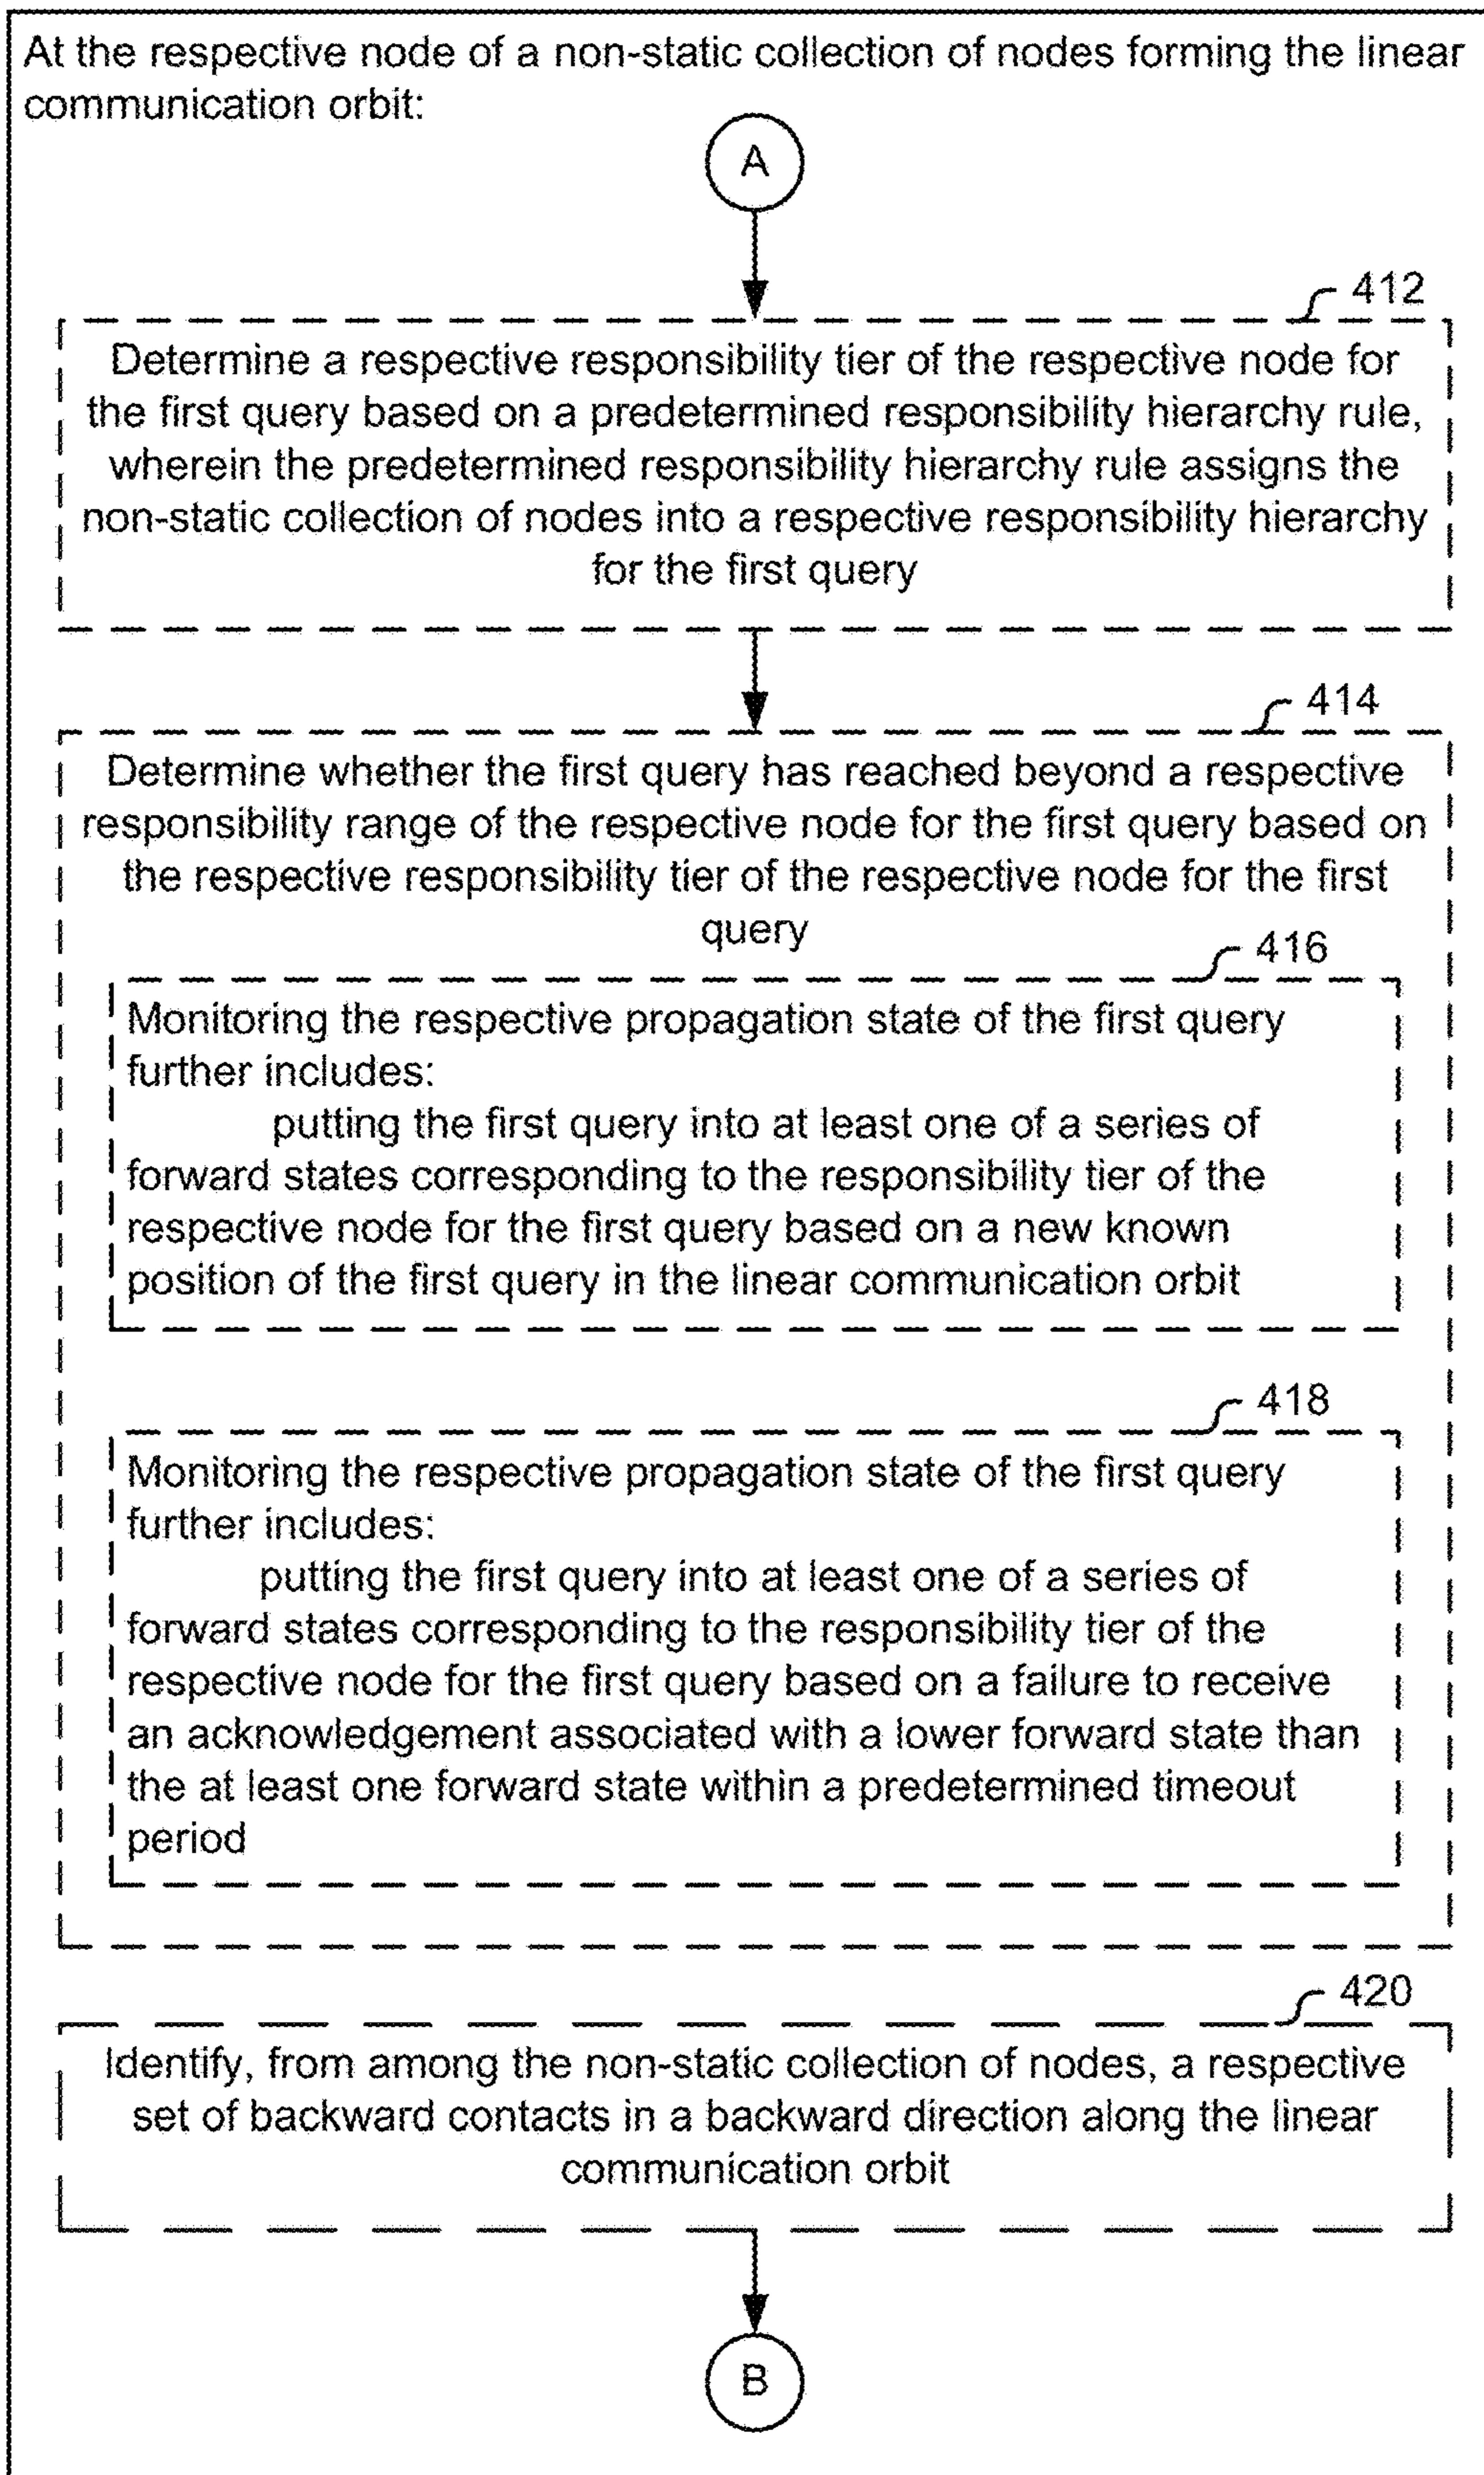 At the respective node of a non-static collection of nodes forming the linear
communication orbit:
A
412
Determine a respective responsibility tier of the respective node for
the first query based on a predetermined responsibility hierarchy rule,
wherein the predetermined responsibility hierarchy rule assigns the
non-static collection of nodes into a respective responsibility hierarchy
for the first query
414
Determine whether the first query has reached beyond a respective
responsibility range of the respective node for the first query based on
the respective responsibility tier of the respective node for the first
query
416
Monitoring the respective propagation state of the first query
further includes:
putting the first query into at least one of a series of
forward states corresponding to the responsibility tier of the
respective node for the first query based on a new known
position of the first query in the linear communication orbit
418
Monitoring the respective propagation state of the first query
further includes:
putting the first query into at least one of a series of
forward states corresponding to the responsibility tier of the
respective node for the first query based on a failure to receive
an acknowledgement associated with a lower forward state than
the at least one forward state within a predetermined timeout
period
420
Identify, from among the non-static collection of nodes, a respective
set of backward contacts in a backward direction along the linear
communication orbit
B